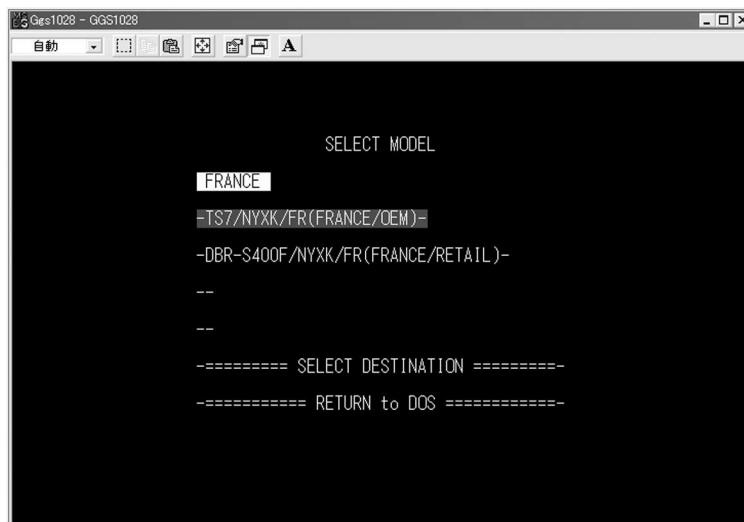 Ggs1028 - GGS1028
自動
A
SELECT MODEL
FRANCE
-TS7/NYXK/FR(FRANCE/OEM)-
-DBR-S400F/NYXK/FR(FRANCE/RETAIL)-
--
--
-========= SELECT DESTINATION =========-
-=========== RETURN to DOS ============-